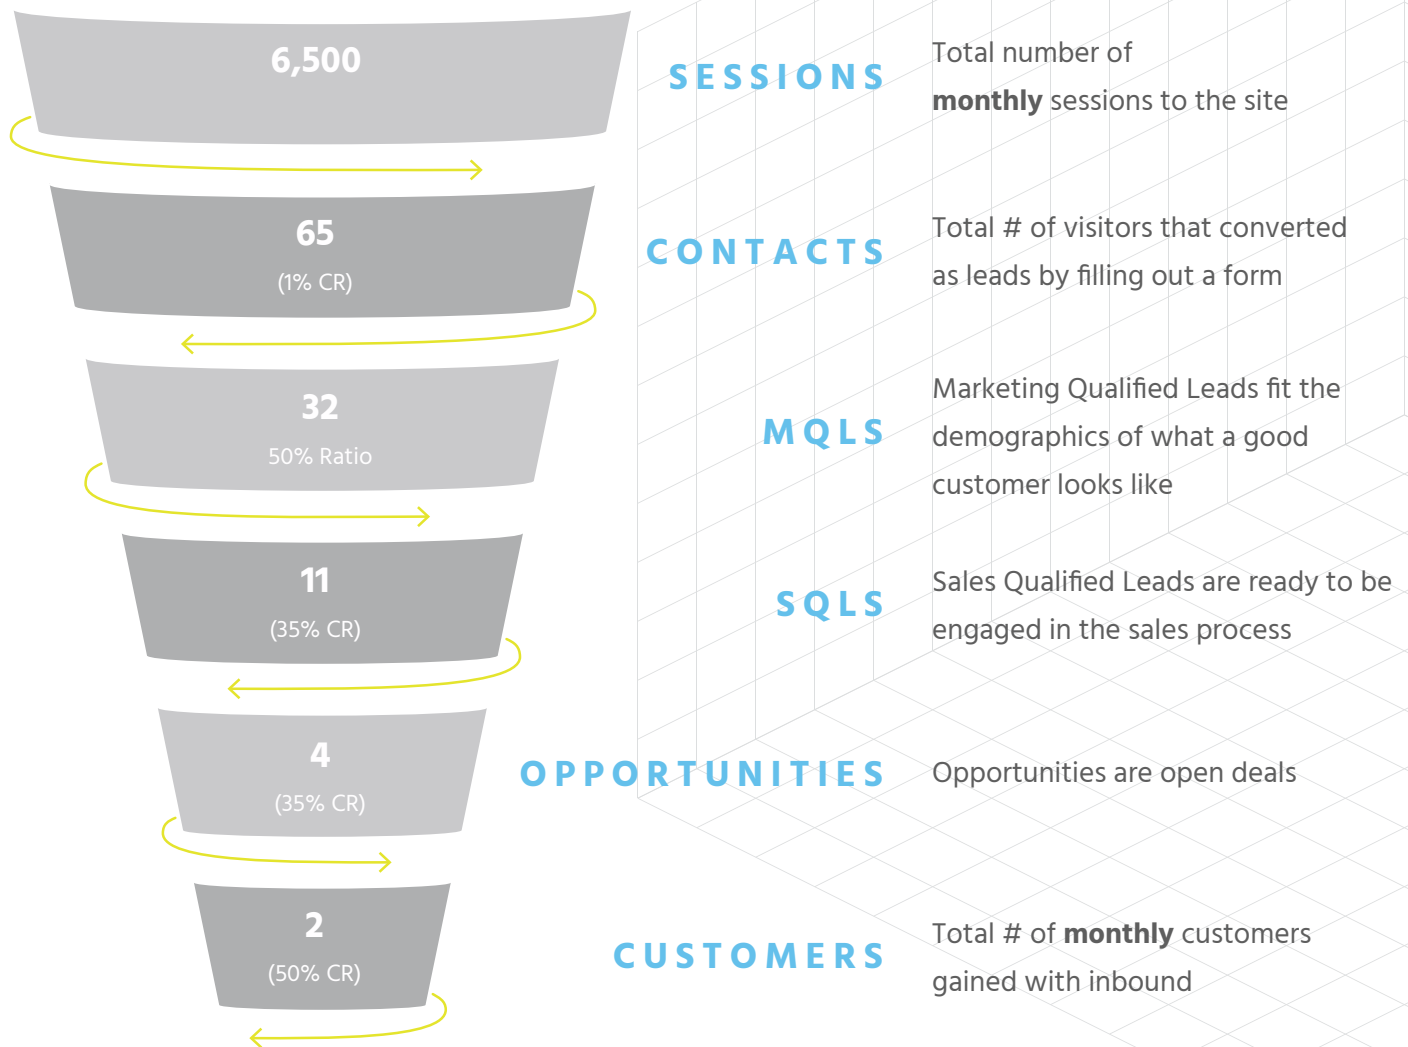 6,500
SESSIONS
Total number of
monthly sessions to the site
65
(1% CR)
CONTACTS
Total # of visitors that converted
as leads by filling out a form
32
50% Ratio
MQLS
Marketing Qualified Leads fit the
demographics of what a good
customer looks like
11
(35% CR)
SQLS
Sales Qualified Leads are ready to be
engaged in the sales process
4
(35% CR)
OPPORTUNITIES
Opportunities are open deals
2
(50% CR)
CUSTOMERS
Total # of monthly customers
gained with inbound